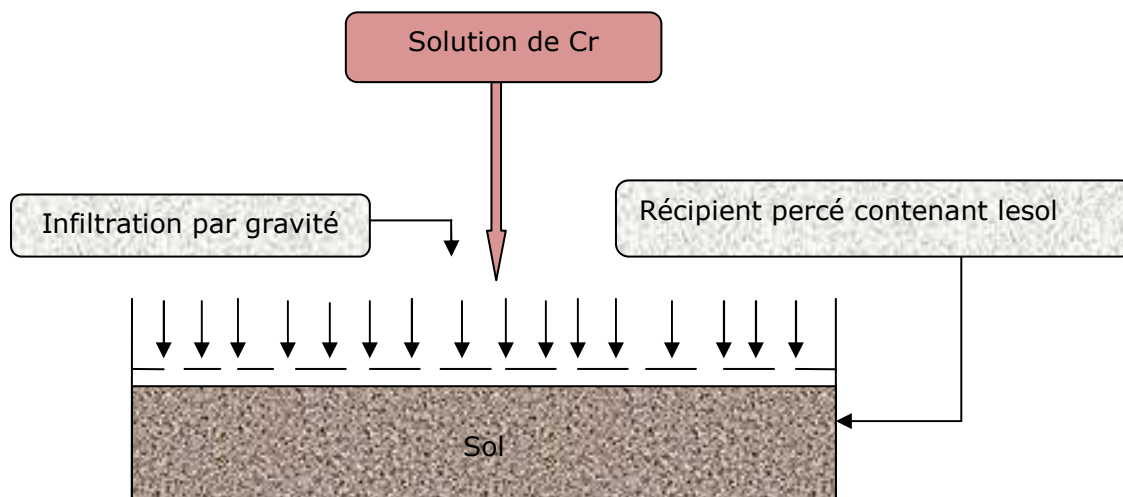 Solution de Cr
Infiltration par gravité
Récipient percé contenant lesol
Sol